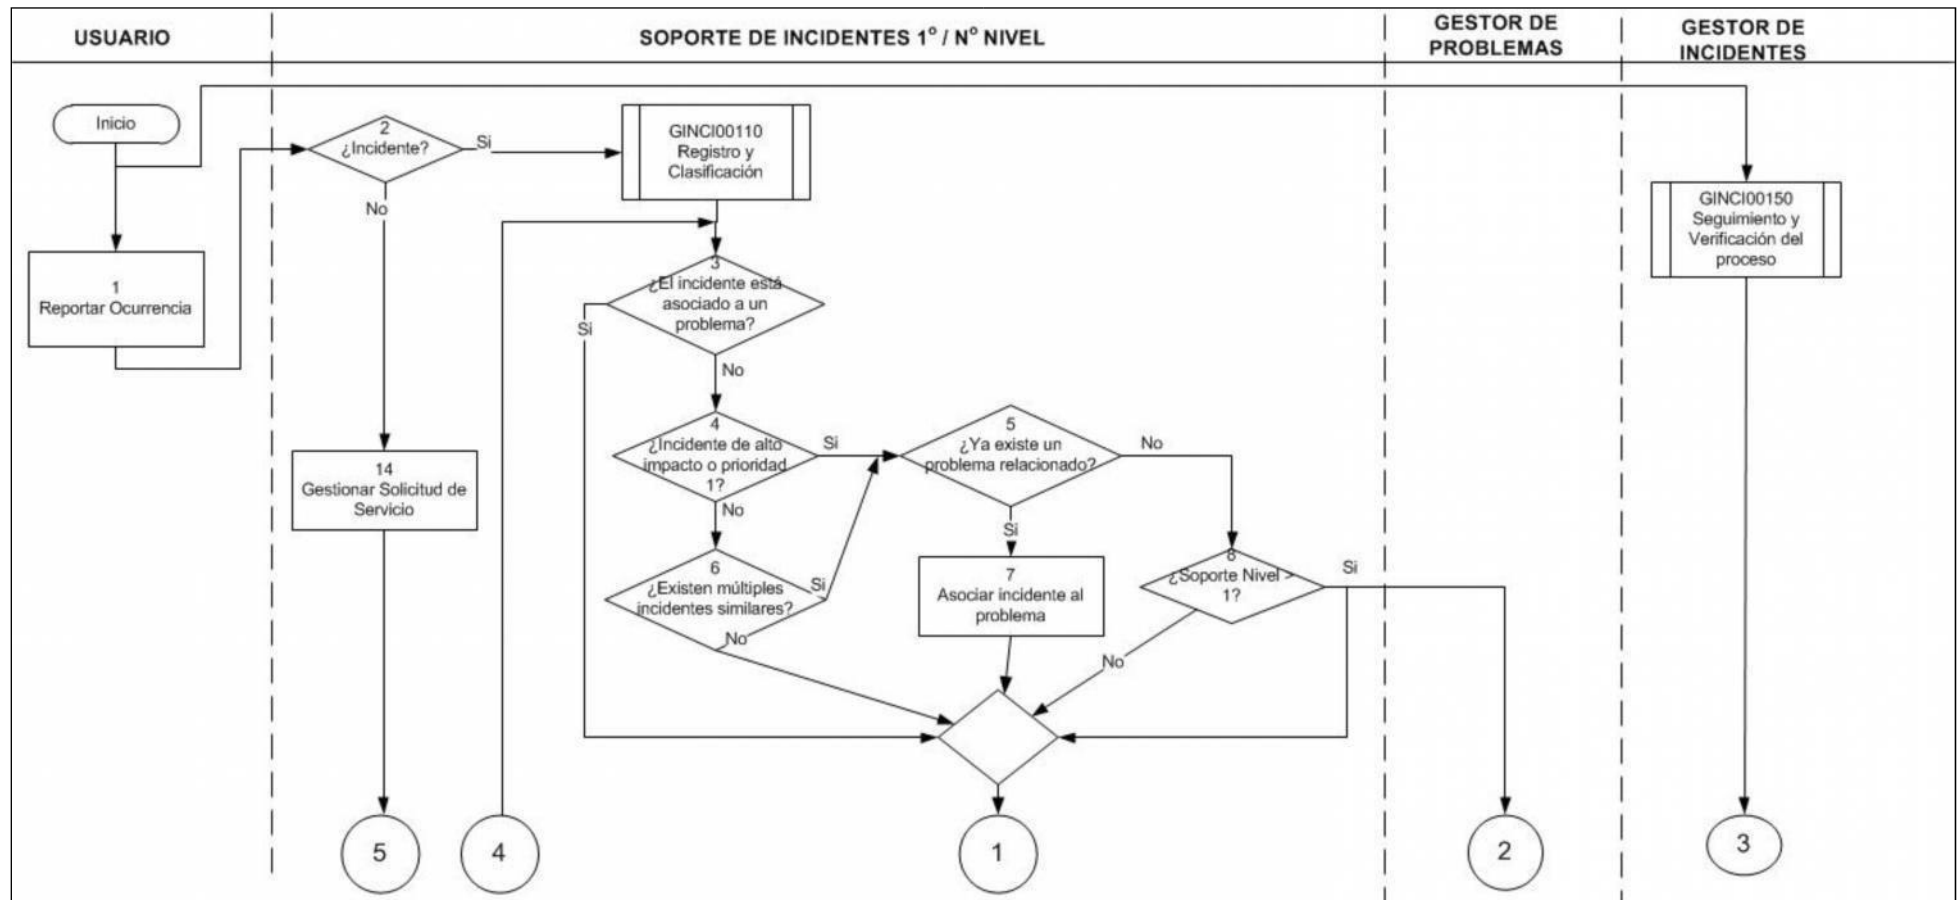 USUARIO
SOPORTE DE INCIDENTES 1º / Nº NIVEL
GESTOR DE
PROBLEMAS
GESTOR DE
INCIDENTES
Inicio
2
¿Incidente?
Si
GINCI00110
Registro y
Clasificación
No
GINCI00150
Seguimiento y
Verificación del
proceso
1
Reportar Ocurrencia
3
¿El incidente está
asociado a un
problema?
Si
No
4
¿Incidente de alto
impacto o prioridad
1?
Si
5
¿Ya existe un
problema relacionado?
No
14
Gestionar Solicitud de
Servicio
No
Si
6
¿Existen múltiples
incidentes similares?
Si
No
7
Asociar incidente al
problema
8
¿Soporte Nivel >
1?
Si
No
5
4
1
2
3